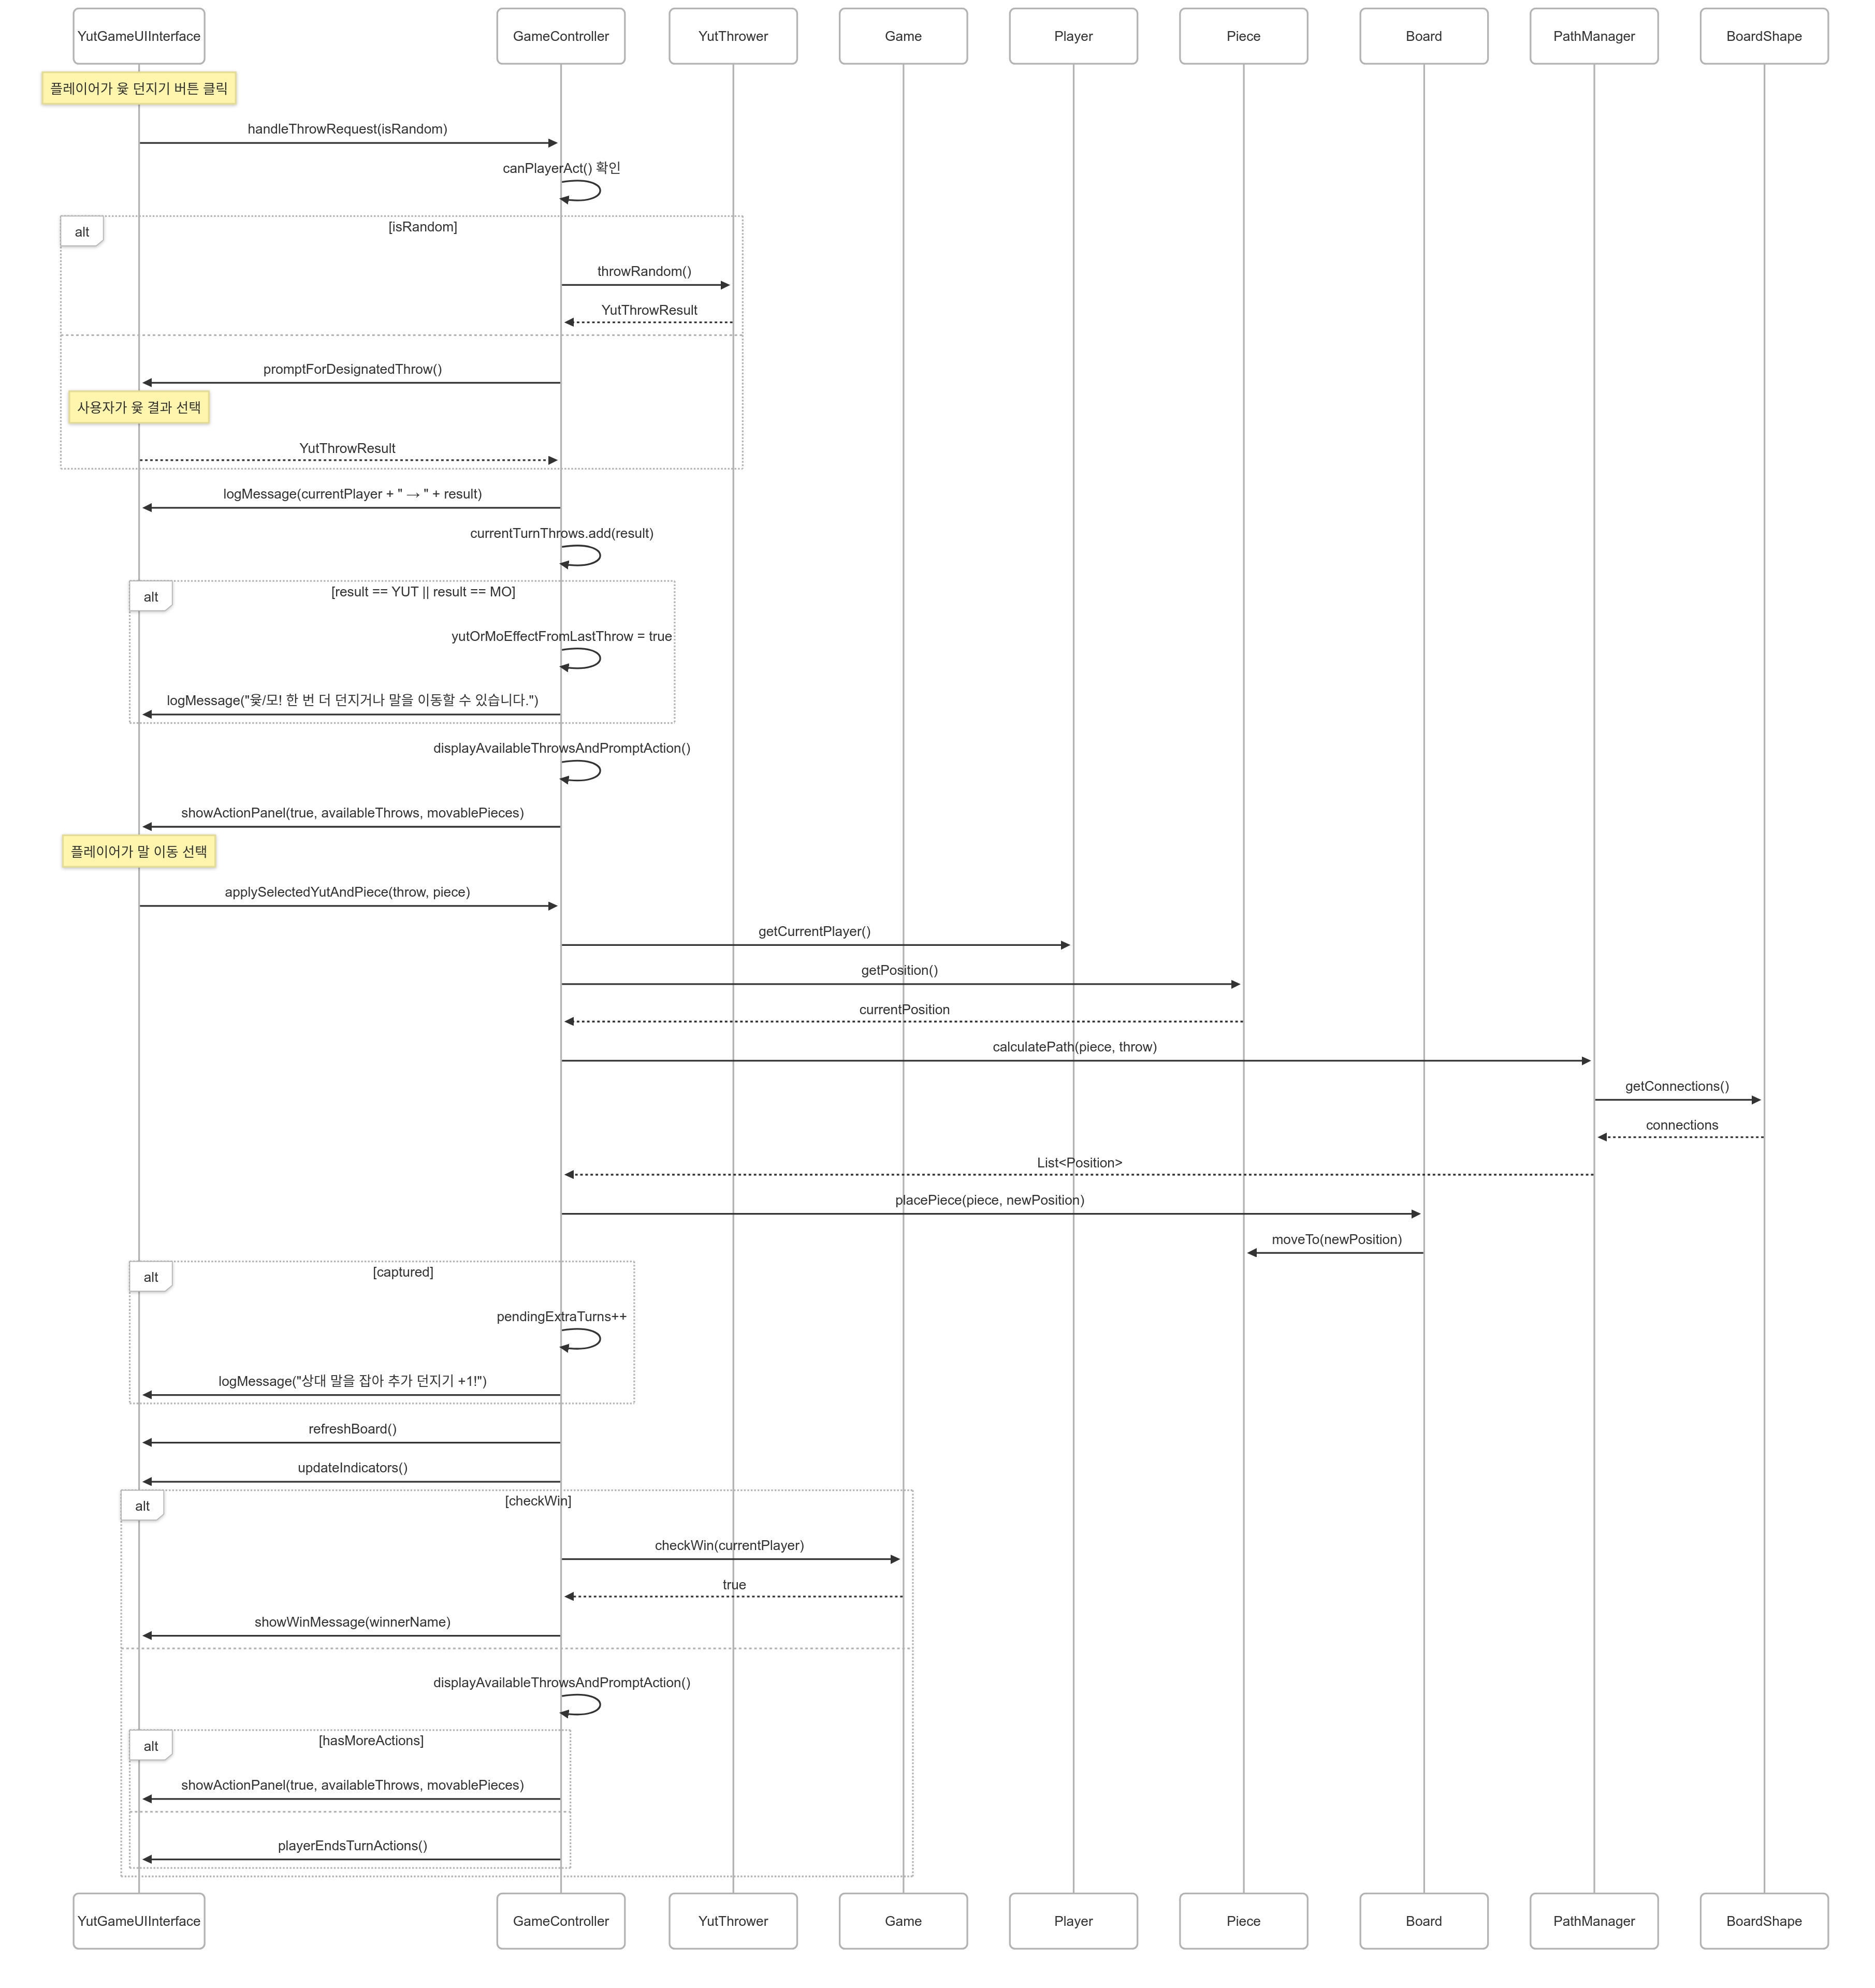 YutGameUIInterface
GameController
YutThrower
Game
Player
Piece
Board
PathManager
BoardShape
플레이어가 윷 던지기 버튼 클릭
handleThrowRequest(isRandom)
canPlayerAct() 확인
alt
[isRandom]
throwRandom()
YutThrowResult
promptForDesignatedThrow()
사용자가 윷 결과 선택
YutThrowResult
logMessage(currentPlayer + " → " + result)
currentTurnThrows.add(result)
alt
[result == YUT || result == MO]
yutOrMoEffectFromLastThrow = true
logMessage("윷/모! 한 번 더 던지거나 말을 이동할 수 있습니다.")
displayAvailableThrowsAndPromptAction()
showActionPanel(true, availableThrows, movablePieces)
플레이어가 말 이동 선택
applySelectedYutAndPiece(throw, piece)
getCurrentPlayer()
getPosition()
currentPosition
calculatePath(piece, throw)
getConnections()
connections
List<Position>
placePiece(piece, newPosition)
moveTo(newPosition)
alt
[captured]
pendingExtraTurns++
logMessage("상대 말을 잡아 추가 던지기 +1!")
refreshBoard()
updateIndicators()
alt
[checkWin]
checkWin(currentPlayer)
true
showWinMessage(winnerName)
displayAvailableThrowsAndPromptAction()
alt
[hasMoreActions]
showActionPanel(true, availableThrows, movablePieces)
playerEndsTurnActions()
YutGameUIInterface
GameController
YutThrower
Game
Player
Piece
Board
PathManager
BoardShape